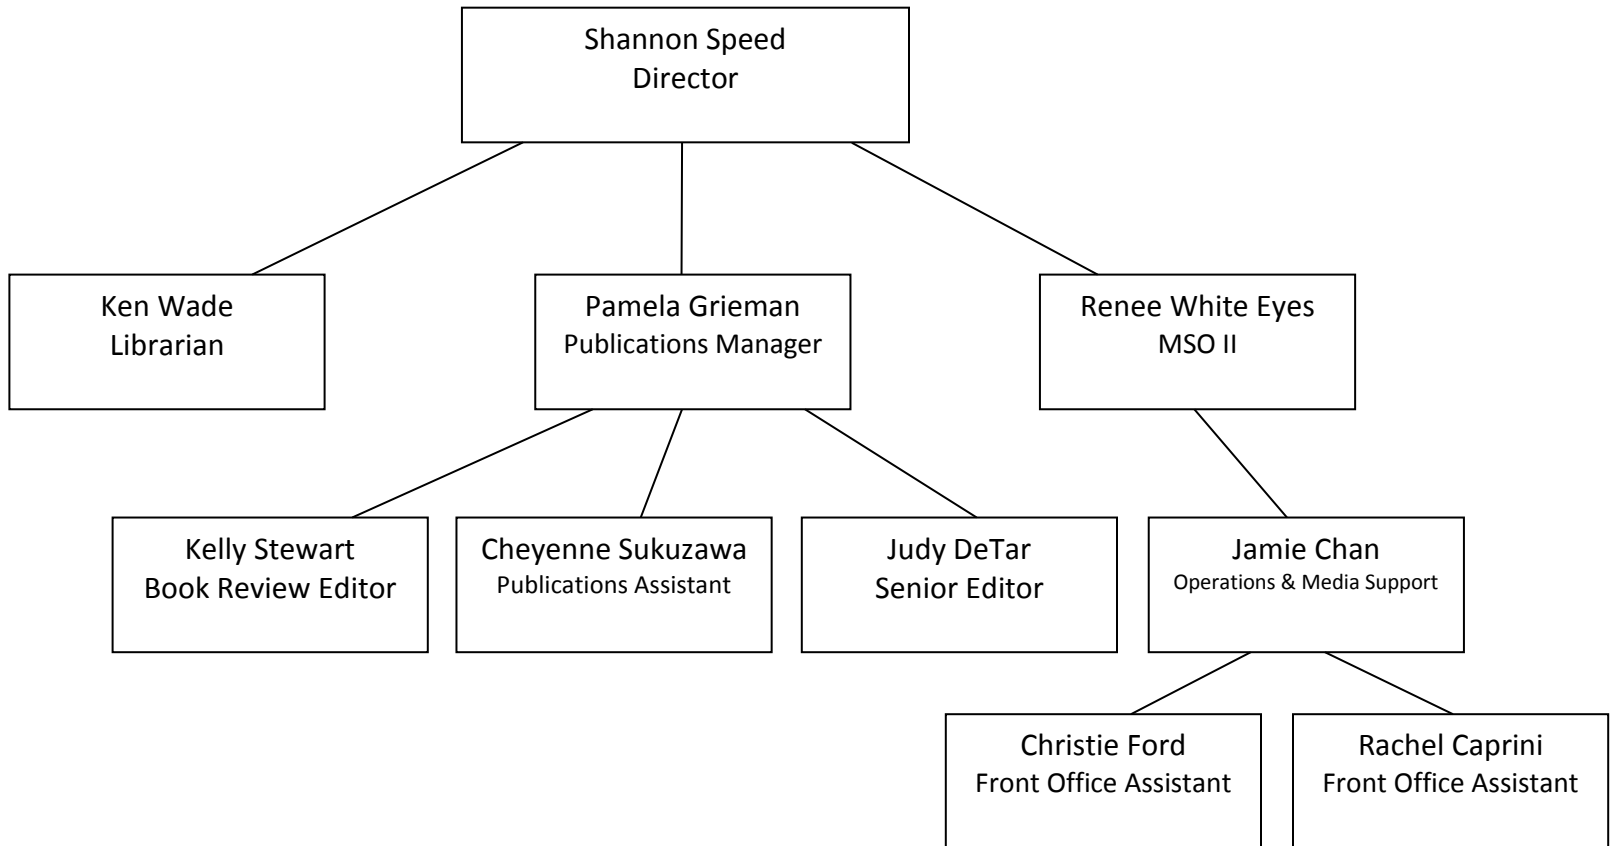 Shannon Speed
Director
Ken Wade
Librarian
Pamela Grieman
Publications Manager
Renee White Eyes
MSO II
Kelly Stewart
Book Review Editor
Cheyenne Sukuzawa
Publications Assistant
Judy DeTar
Senior Editor
Jamie Chan
Operations & Media Support
Christie Ford
Front Office Assistant
Rachel Caprini
Front Office Assistant